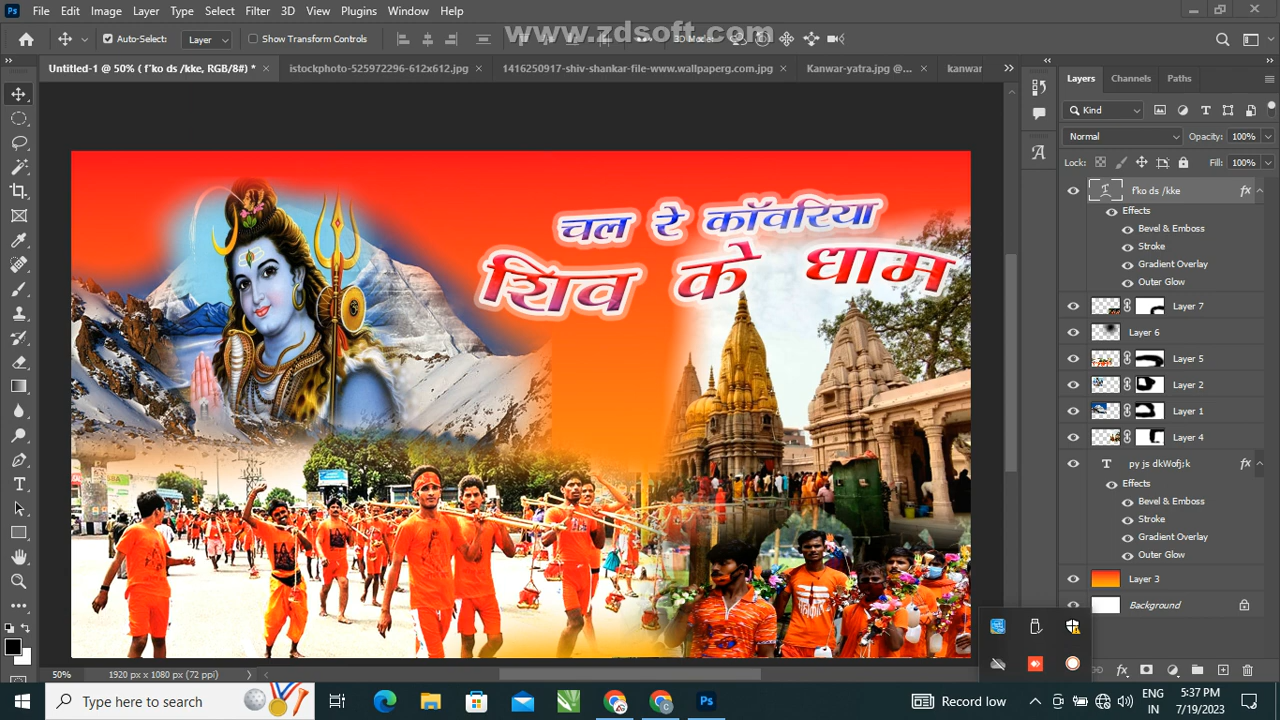 Ps File Edit Image Layer Type Select Filter 3D View Plugins Window Help
www.zdsoft.com
Auto-Select: Layer Show Transform Controls
Untitled-1 @ 50% ( f'ko ds /kke, RGB/8#) * × istockphoto-525972296-612x612.jpg × 1416250917-shiv-shankar-file-www.wallpaperg.com.jpg × Kanwar-yatra.jpg @... × kanwar
Layers Channels Paths
Kind
Normal Opacity: 100%
Lock: Fill: 100%
f'ko ds /kke fx
Effects
Bevel & Emboss
Stroke
Gradient Overlay
Outer Glow
Layer 7
Layer 6
Layer 5
Layer 2
Layer 1
Layer 4
py js dkWofj;k fx
Effects
Bevel & Emboss
Stroke
Gradient Overlay
Outer Glow
Layer 3
Background
चल रे कॉवरिया
शिव के धाम
50% 1920 px x 1080 px (72 ppi)
Type here to search
Record low
ENG
IN
5:37 PM
7/19/2023